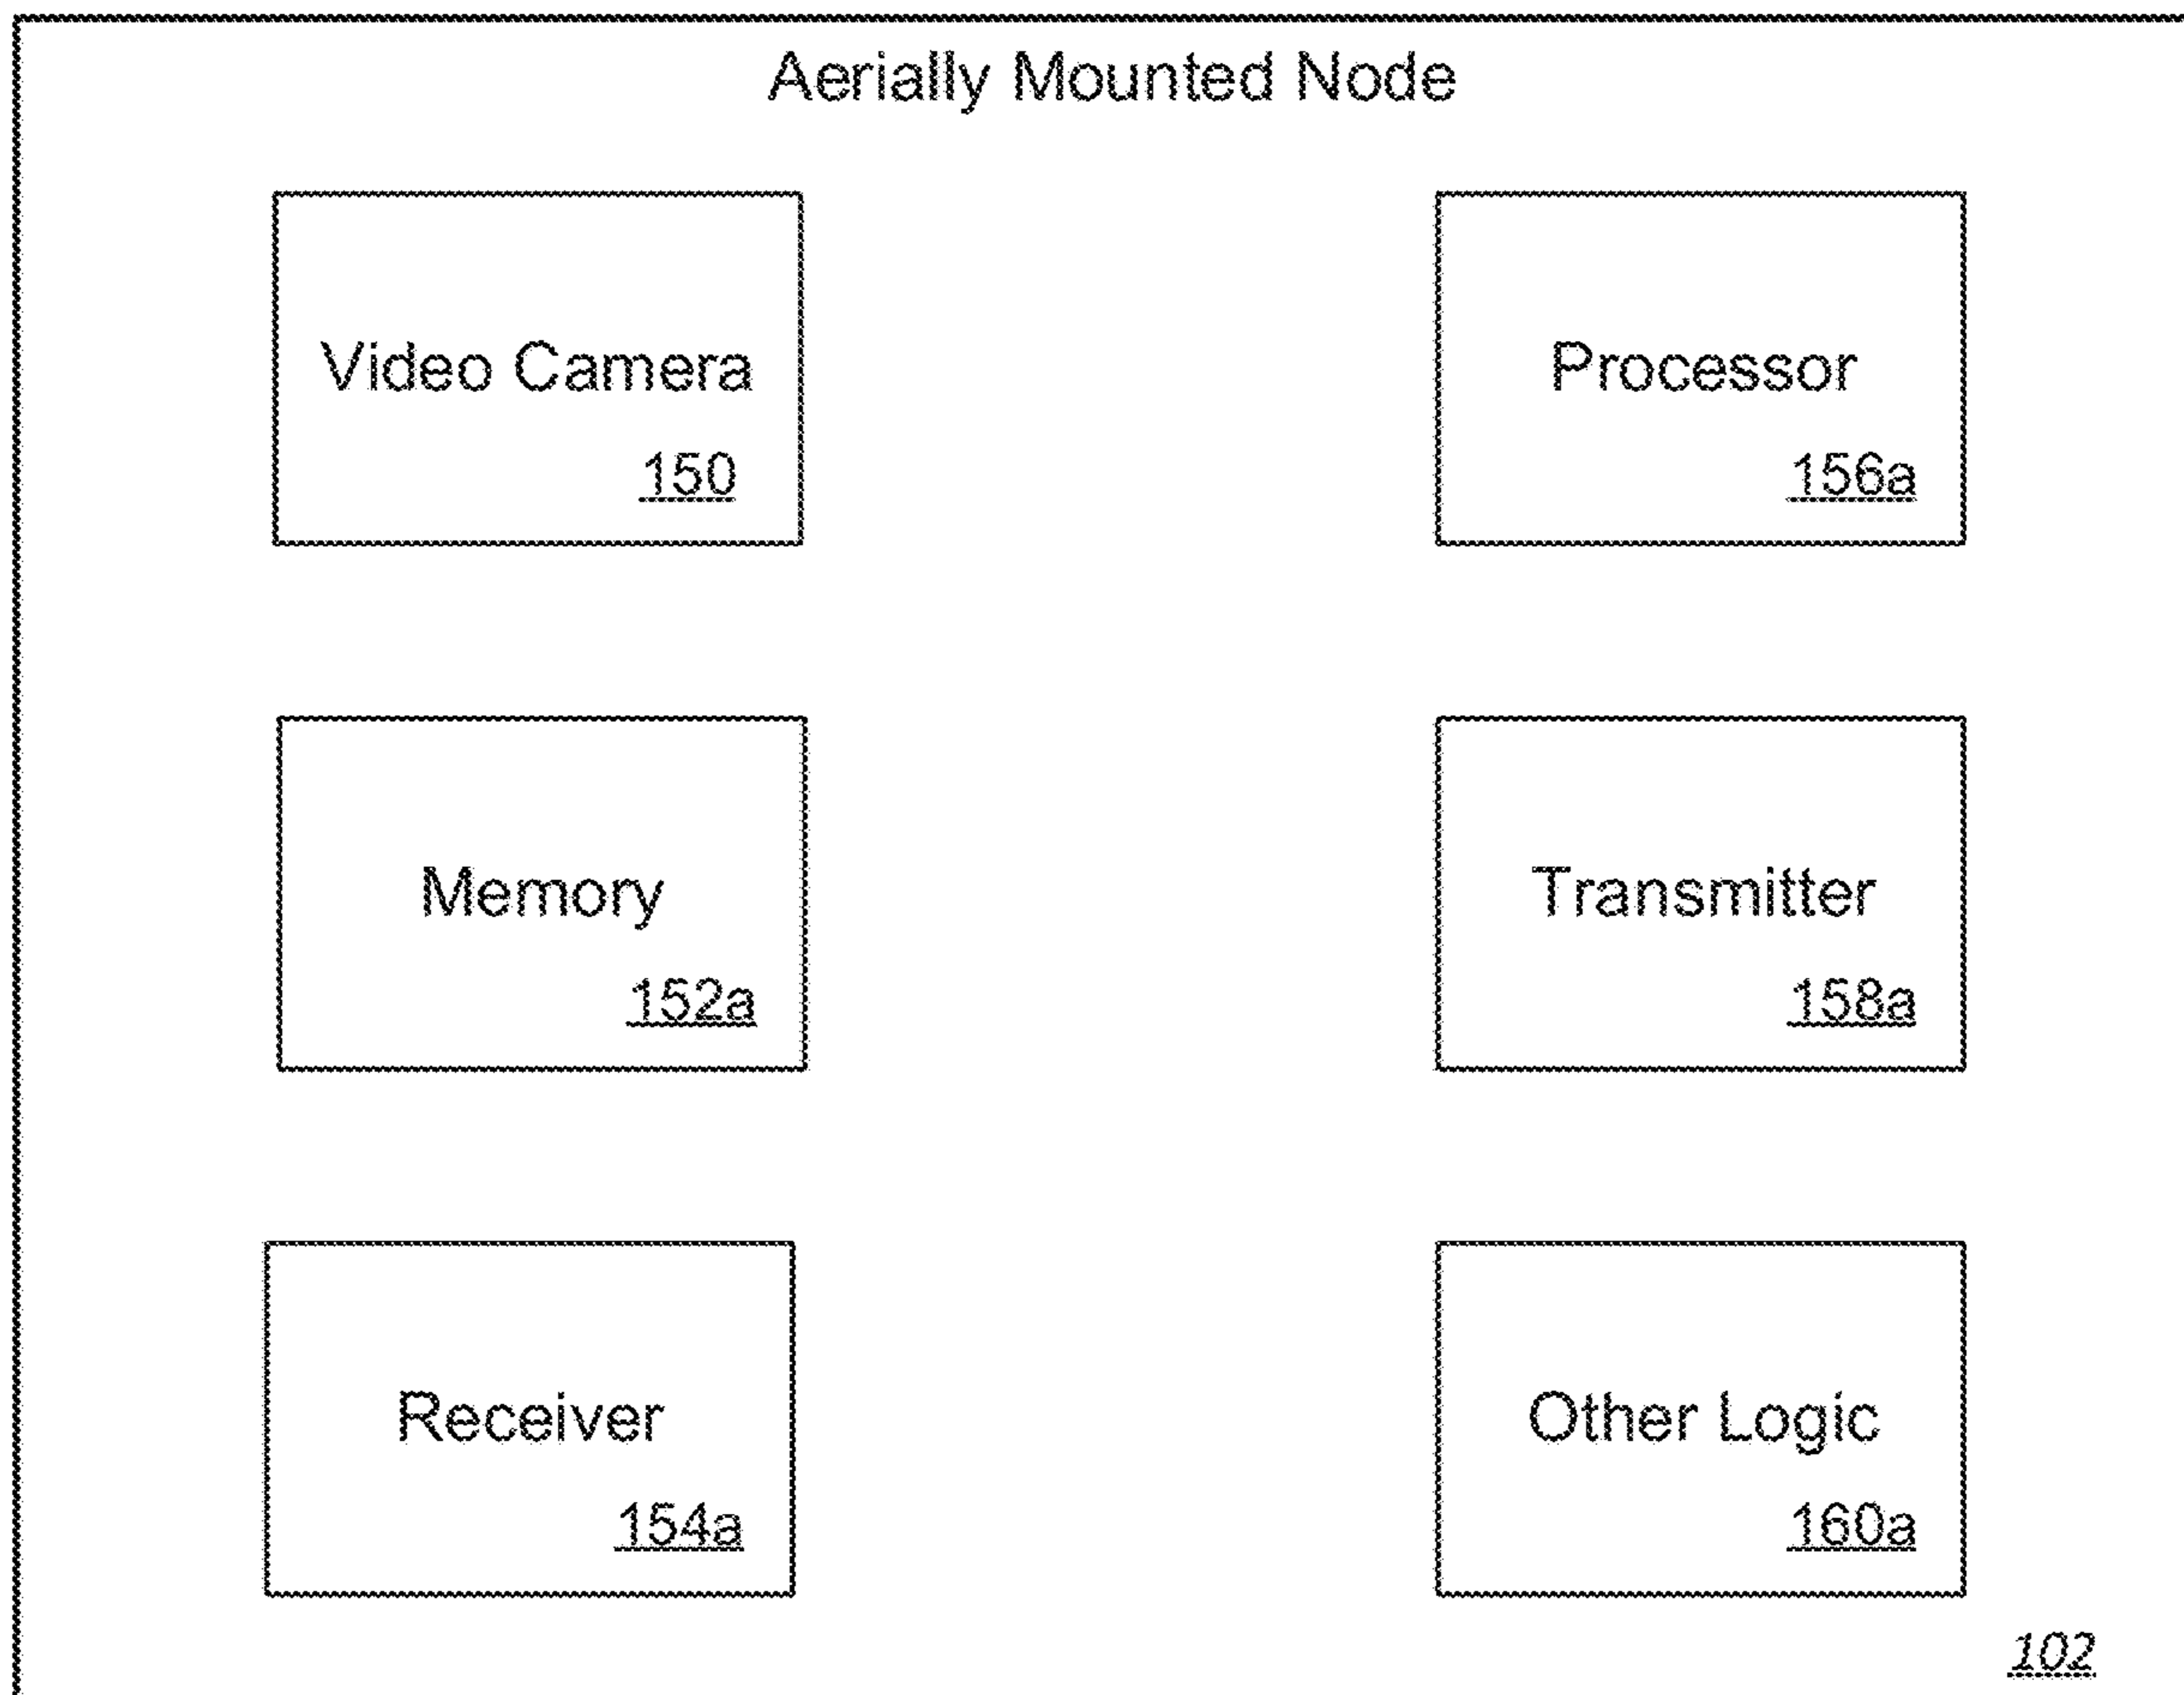 Aerially Mounted Node
Video Camera
150
Processor
156a
Memory
152a
Transmitter
158a
Receiver
154a
Other Logic
160a
102